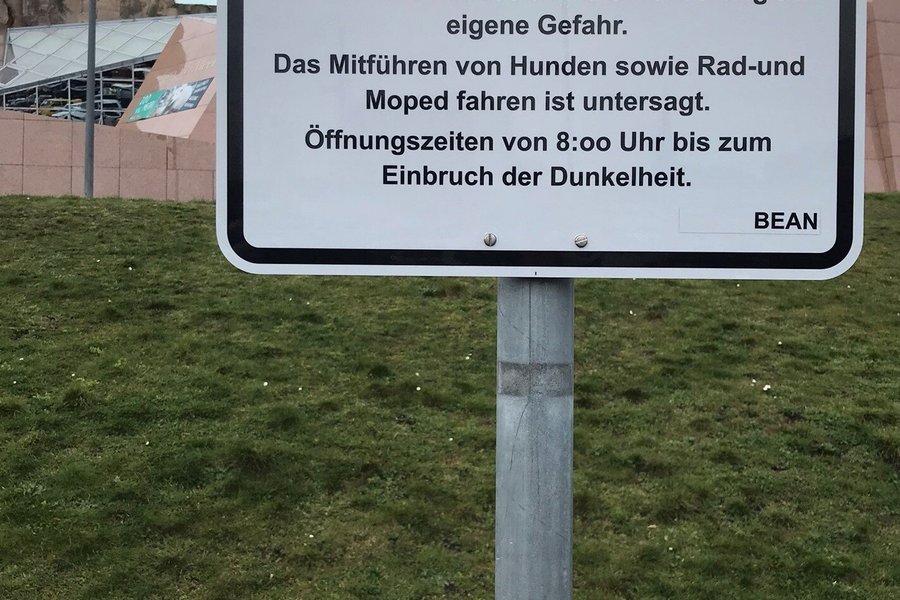 eigene Gefahr.
Das Mitführen von Hunden sowie Rad-und
Moped fahren ist untersagt.
Öffnungszeiten von 8:oo Uhr bis zum
Einbruch der Dunkelheit.
BEAN